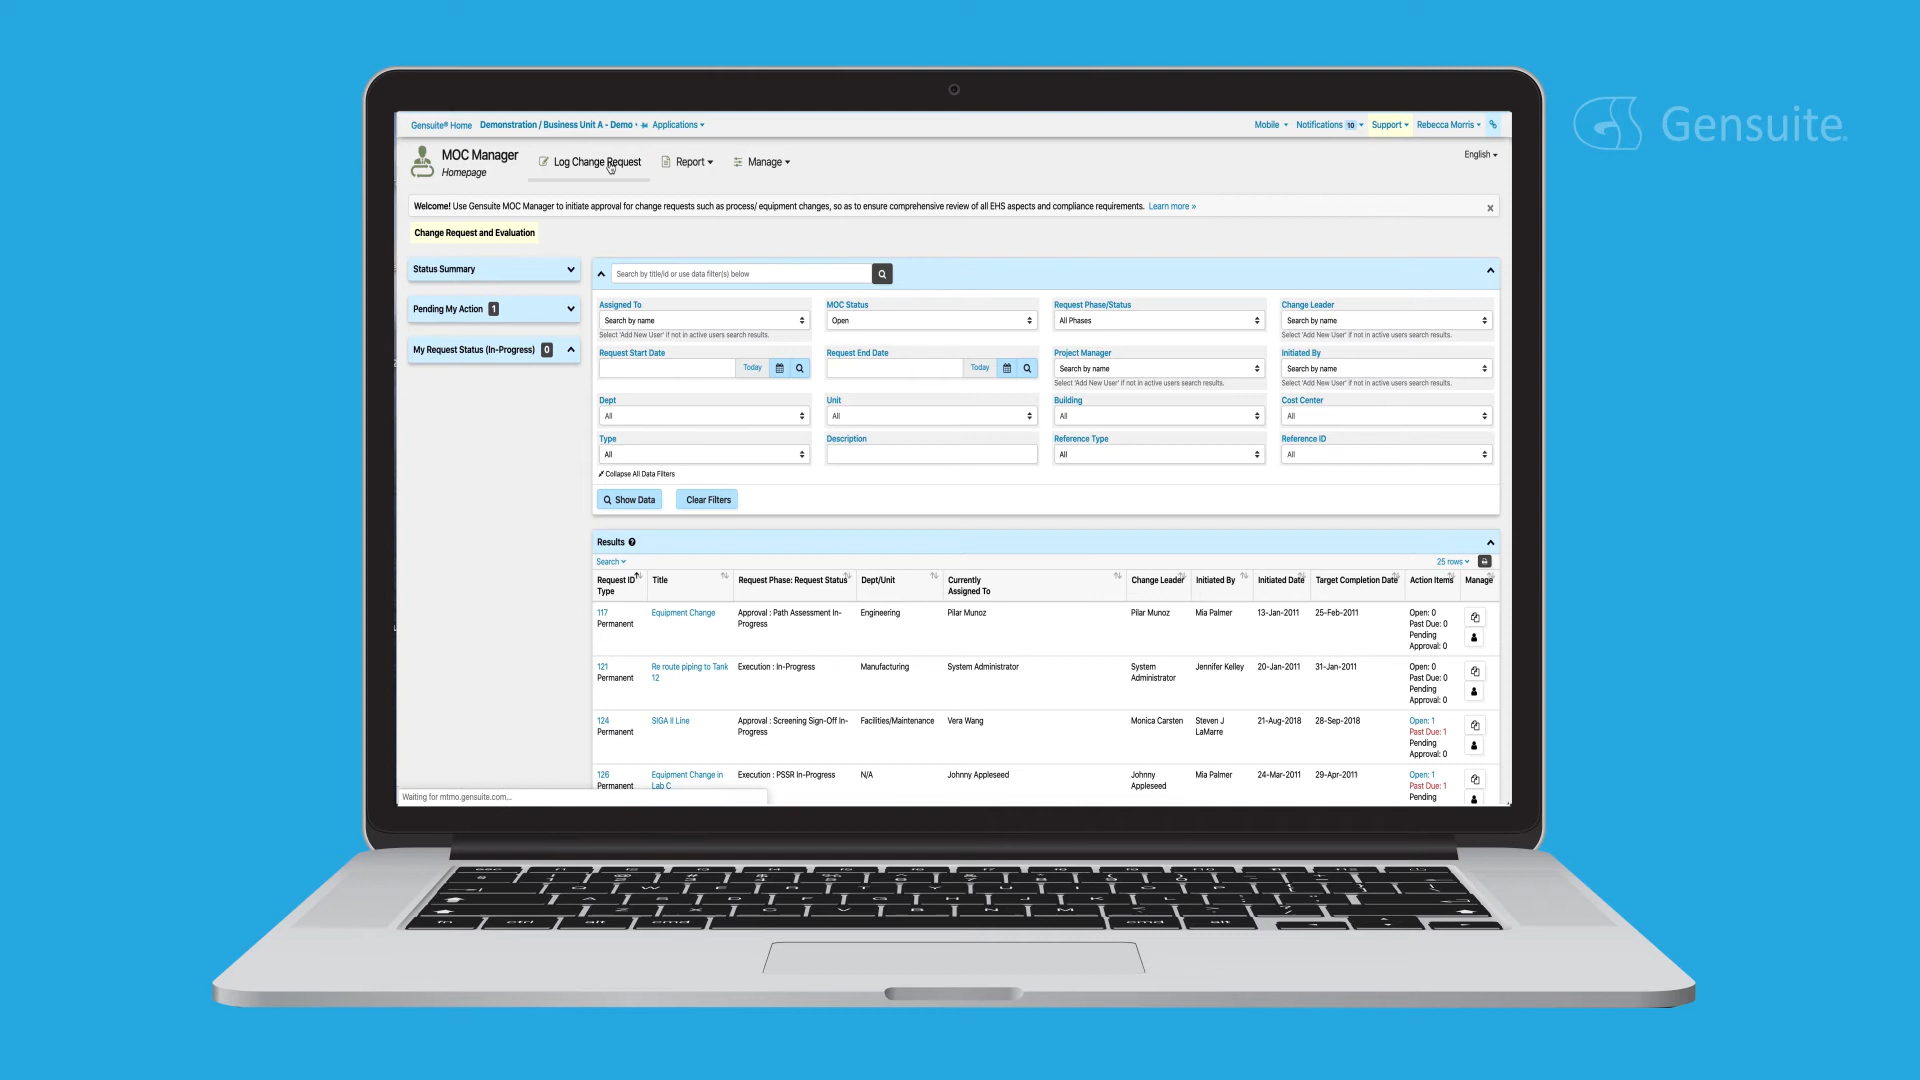 Gensuite
Gensuite® Home Demonstration / Business Unit A - Demo Applications
Mobile Notifications 10 Support Rebecca Morris
MOC Manager
Homepage
Log Change Request Report Manage
English
Welcome! Use Gensuite MOC Manager to initiate approval for change requests such as process/ equipment changes, so as to ensure comprehensive review of all EHS aspects and compliance requirements. Learn more »
Change Request and Evaluation
Status Summary
Pending My Action 1
My Request Status (In-Progress) 0
Search by title/id or use data filter(s) below
Assigned To MOC Status Request Phase/Status Change Leader
Search by name Open All Phases Search by name
Select 'Add New User' if not in active users search results. Select 'Add New User' if not in active users search results.
Request Start Date Request End Date Project Manager Initiated By
Today Today Search by name Search by name
Select 'Add New User' if not in active users search results. Select 'Add New User' if not in active users search results.
Dept Unit Building Cost Center
All All All All
Type Description Reference Type Reference ID
All All All
Collapse All Data Filters
Show Data Clear Filters
Results
Search 25 rows
Request ID Title Request Phase: Request Status Dept/Unit Currently Change Leader Initiated By Initiated Date Target Completion Date Action Items Manage
Type Assigned To
117 Equipment Change Approval : Path Assessment In- Engineering Pilar Munoz Pilar Munoz Mia Palmer 13-Jan-2011 25-Feb-2011 Open: 0
Permanent Progress Past Due: 0
Pending
Approval: 0
121 Re route piping to Tank Execution : In-Progress Manufacturing System Administrator System Jennifer Kelley 20-Jan-2011 31-Jan-2011 Open: 0
Permanent 12 Administrator Past Due: 0
Pending
Approval: 0
124 SIGA II Line Approval : Screening Sign-Off In- Facilities/Maintenance Vera Wang Monica Carsten Steven J 21-Aug-2018 28-Sep-2018 Open: 1
Permanent Progress LaMarre Past Due: 1
Pending
Approval: 0
126 Equipment Change in Execution : PSSR In-Progress N/A Johnny Appleseed Johnny Mia Palmer 24-Mar-2011 29-Apr-2011 Open: 1
Permanent Lab C Appleseed Past Due: 1
Pending
Waiting for mtmo.gensuite.com...
Q W E R T Y U I O P
A S D F G H J K L
Z X C V B N M
fn ctrl alt cmd cmd alt